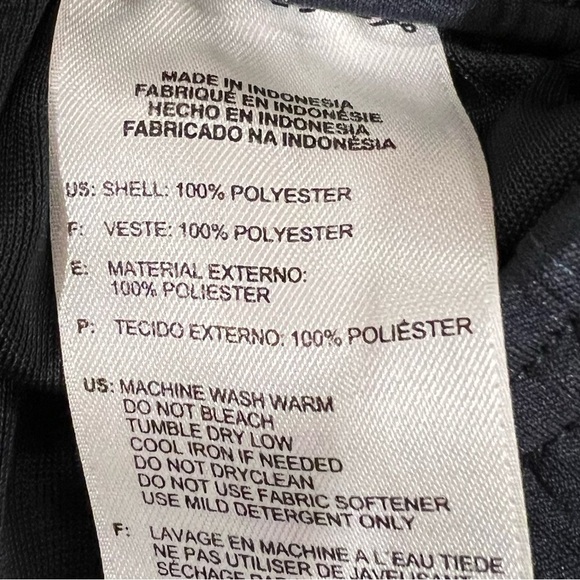 MADE IN INDONESIA
FABRIQUÉ EN INDONÉSIE
HECHO EN INDONESIA
FABRICADO NA INDONÉSIA
US: SHELL: 100% POLYESTER
F: VESTE: 100% POLYESTER
E: MATERIAL EXTERNO:
100% POLIESTER
P: TECIDO EXTERNO: 100% POLIÉSTER
US: MACHINE WASH WARM
DO NOT BLEACH
TUMBLE DRY LOW
COOL IRON IF NEEDED
DO NOT DRYCLEAN
DO NOT USE FABRIC SOFTENER
USE MILD DETERGENT ONLY
F: LAVAGE EN MACHINE A L'EAU TIEDE
NE PAS UTILISER DE JAVELISANT
SÉCHAGE